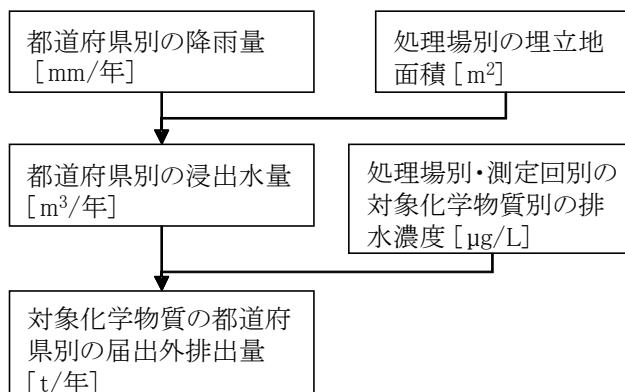 都道府県別の降雨量
[mm/年]
処理場別の埋立地
面積[m²]
都道府県別の浸出水量
[m³/年]
処理場別・測定回別の
対象化学物質別の排
水濃度[µg/L]
対象化学物質の都道府
県別の届出外排出量
[t/年]